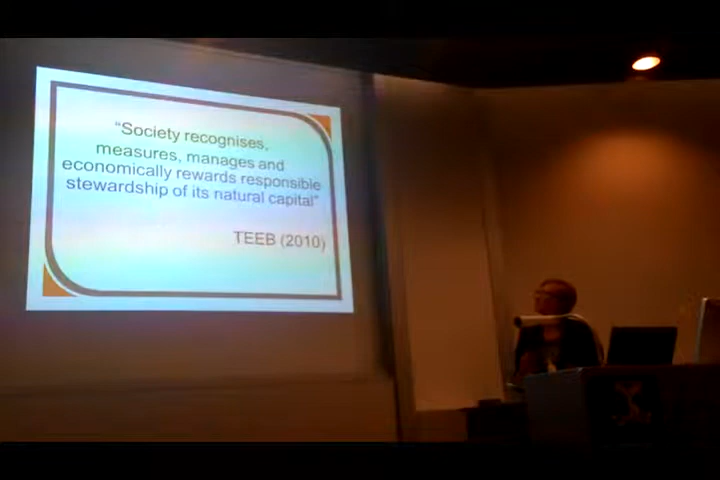 “Society recognises,
measures, manages and
economically rewards responsible
stewardship of its natural capital”
TEEB (2010)